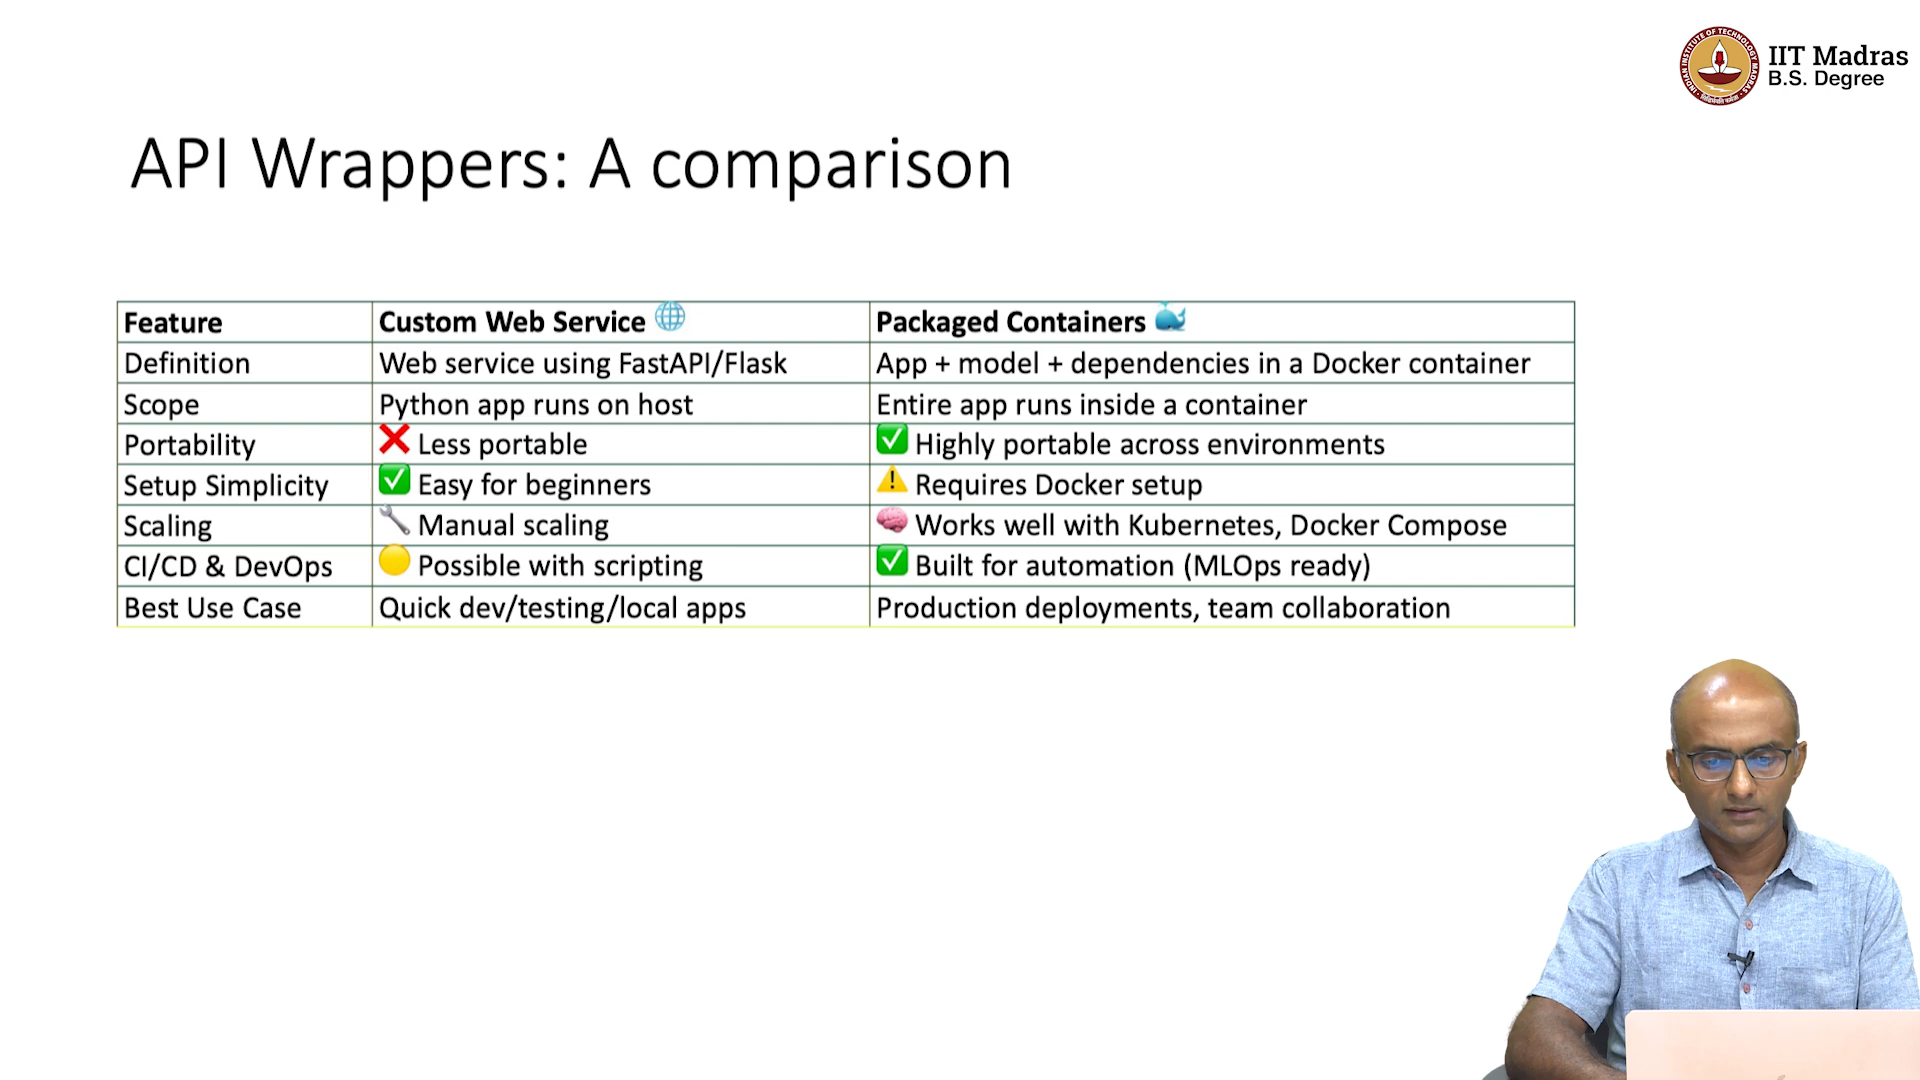 IIT Madras
B.S. Degree
API Wrappers: A comparison
Feature Custom Web Service Packaged Containers
Definition Web service using FastAPI/Flask App + model + dependencies in a Docker container
Scope Python app runs on host Entire app runs inside a container
Portability Less portable Highly portable across environments
Setup Simplicity Easy for beginners Requires Docker setup
Scaling Manual scaling Works well with Kubernetes, Docker Compose
CI/CD & DevOps Possible with scripting Built for automation (MLOps ready)
Best Use Case Quick dev/testing/local apps Production deployments, team collaboration